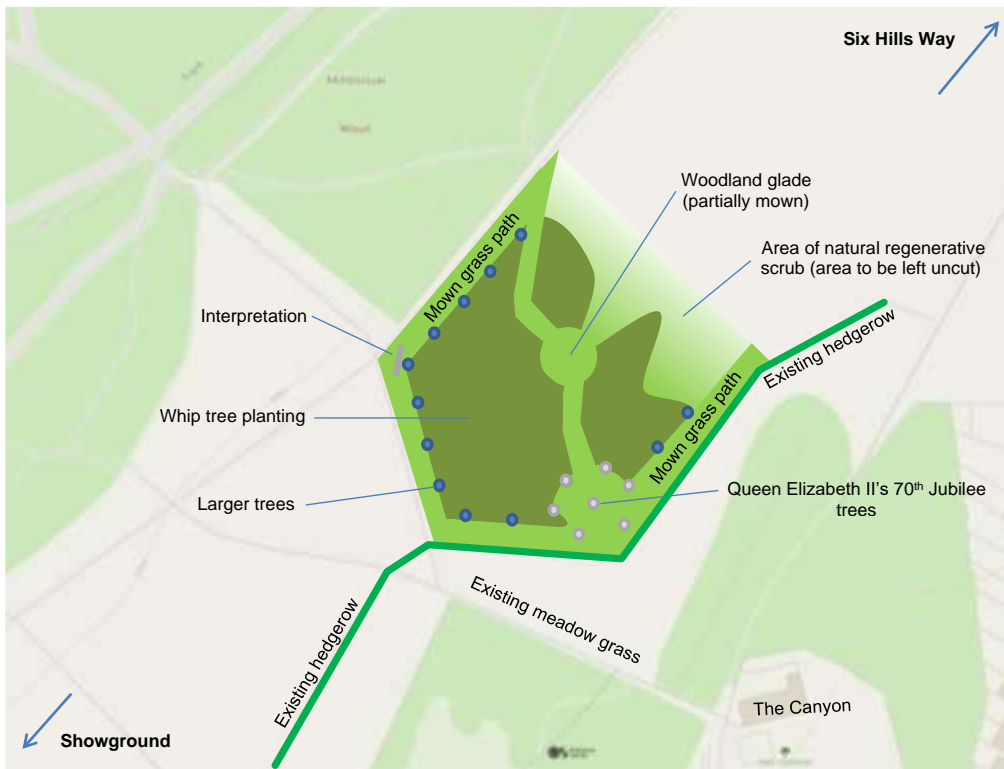 Six Hills Way
Millennium
Wood
Woodland glade
(partially mown)
Mown grass path
Area of natural regenerative
scrub (area to be left uncut)
Interpretation
Existing hedgerow
Whip tree planting
Mown grass path
Larger trees
Queen Elizabeth II's 70th Jubilee
trees
Existing meadow grass
Existing hedgerow
The Canyon
Showground